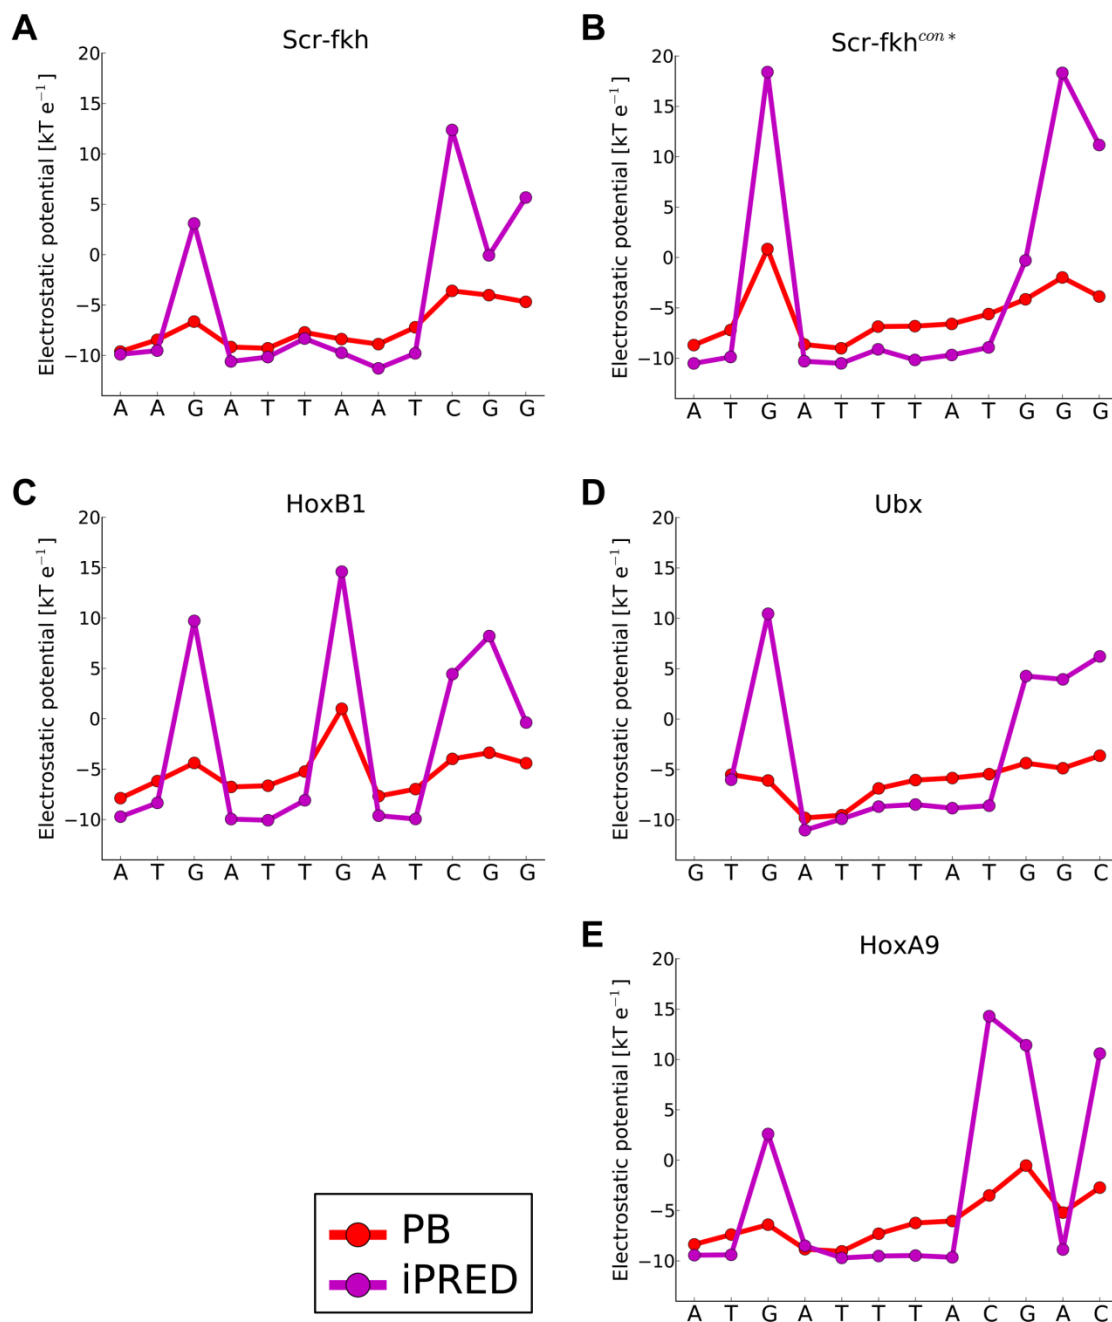 A
Scr-fkh
Electrostatic potential [kT e⁻¹]
20
15
10
5
0
−5
−10
A A G A T T A A T C G G
B
Scr-fkh^con*
Electrostatic potential [kT e⁻¹]
20
15
10
5
0
−5
−10
A T G A T T T A T G G G
C
HoxB1
Electrostatic potential [kT e⁻¹]
20
15
10
5
0
−5
−10
A T G A T T G A T C G G
D
Ubx
Electrostatic potential [kT e⁻¹]
20
15
10
5
0
−5
−10
G T G A T T T A T G G C
E
HoxA9
Electrostatic potential [kT e⁻¹]
20
15
10
5
0
−5
−10
A T G A T T T A C G A C
PB
iPRED